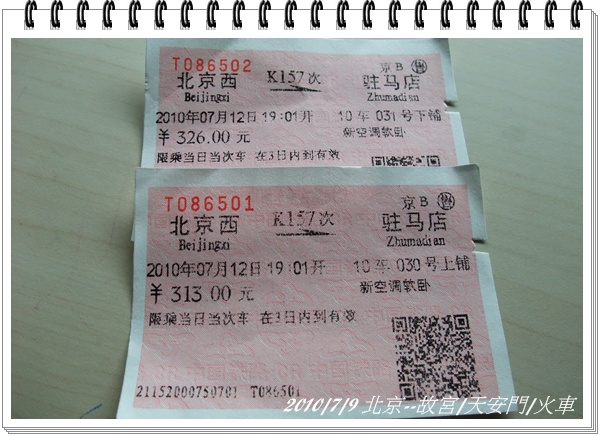 T086502 京B 售
北京西 K157次 驻马店
Beijingxi Zhumadian
2010年07月12日 19:01开 10车 031号下铺
￥326.00元 新空调软卧
限乘当日当次车 在3日内到有效
T086501 京B 售
北京西 K157次 驻马店
Beijingxi Zhumadian
2010年07月12日 19:01开 10车 030号上铺
￥313.00元 新空调软卧
限乘当日当次车 在3日内到有效
21152000750701 T086501
2010/7/9 北京--故宮/天安門/火車